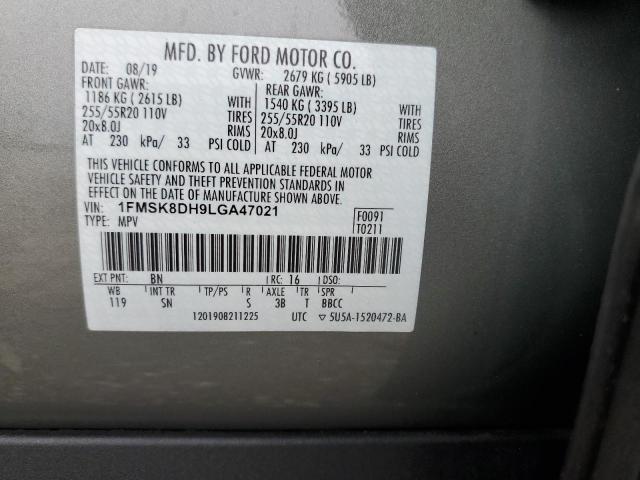 MFD. BY FORD MOTOR CO.
DATE: 08/19 GVWR: 2679 KG ( 5905 LB)
FRONT GAWR: REAR GAWR:
1186 KG ( 2615 LB) WITH 1540 KG ( 3395 LB) WITH
255/55R20 110V TIRES 255/55R20 110V TIRES
20x8.0J RIMS 20x8.0J RIMS
AT 230 kPa/ 33 PSI COLD AT 230 kPa/ 33 PSI COLD
THIS VEHICLE CONFORMS TO ALL APPLICABLE FEDERAL MOTOR
VEHICLE SAFETY AND THEFT PREVENTION STANDARDS IN
EFFECT ON THE DATE OF MANUFACTURE SHOWN ABOVE.
VIN: 1FMSK8DH9LGA47021 F0091
TYPE: MPV T0211
EXT PNT: BN RC: 16 DSO:
WB INT TR TP/PS R AXLE TR SPR
119 SN S 3B T BBCC
1201908211225 UTC ▽ 5U5A-1520472-BA